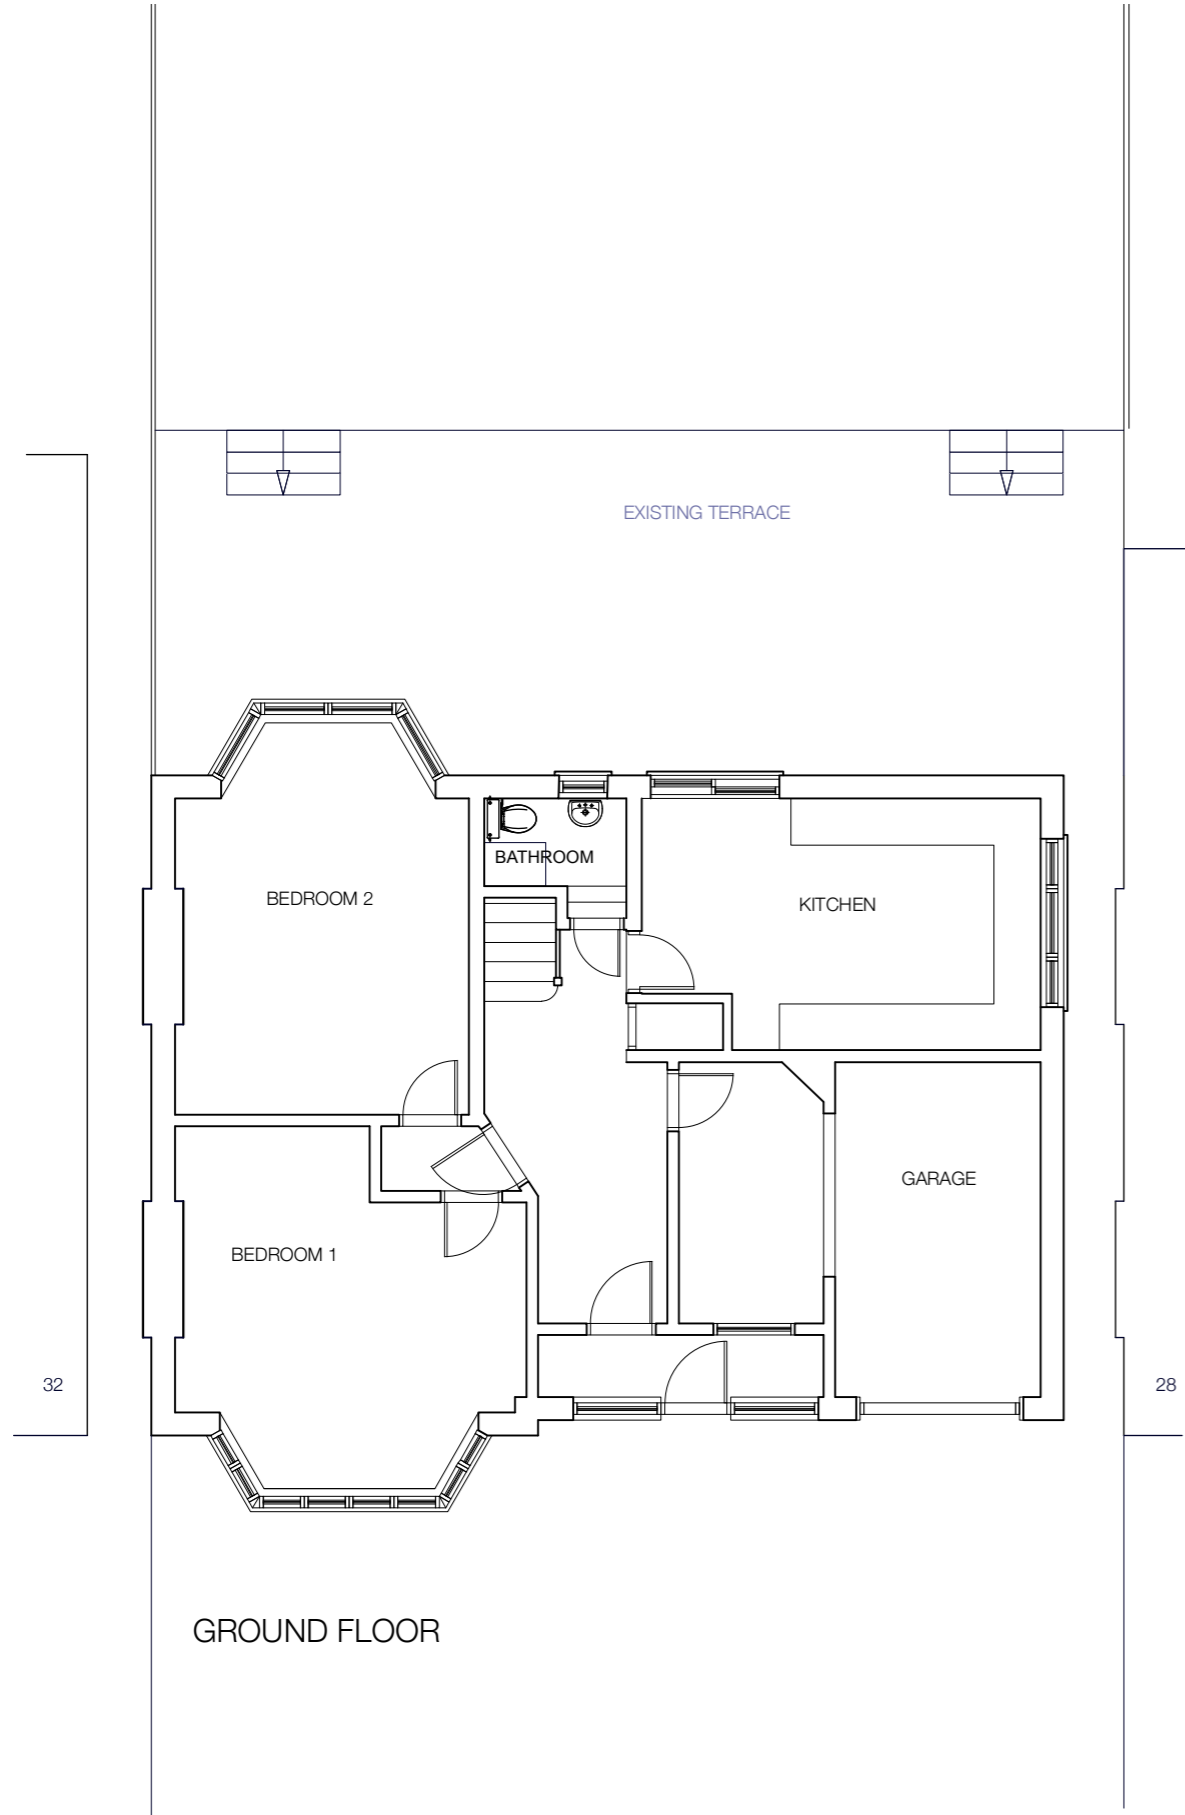 EXISTING TERRACE
BATHROOM
BEDROOM 2
KITCHEN
GARAGE
BEDROOM 1
32
28
GROUND FLOOR